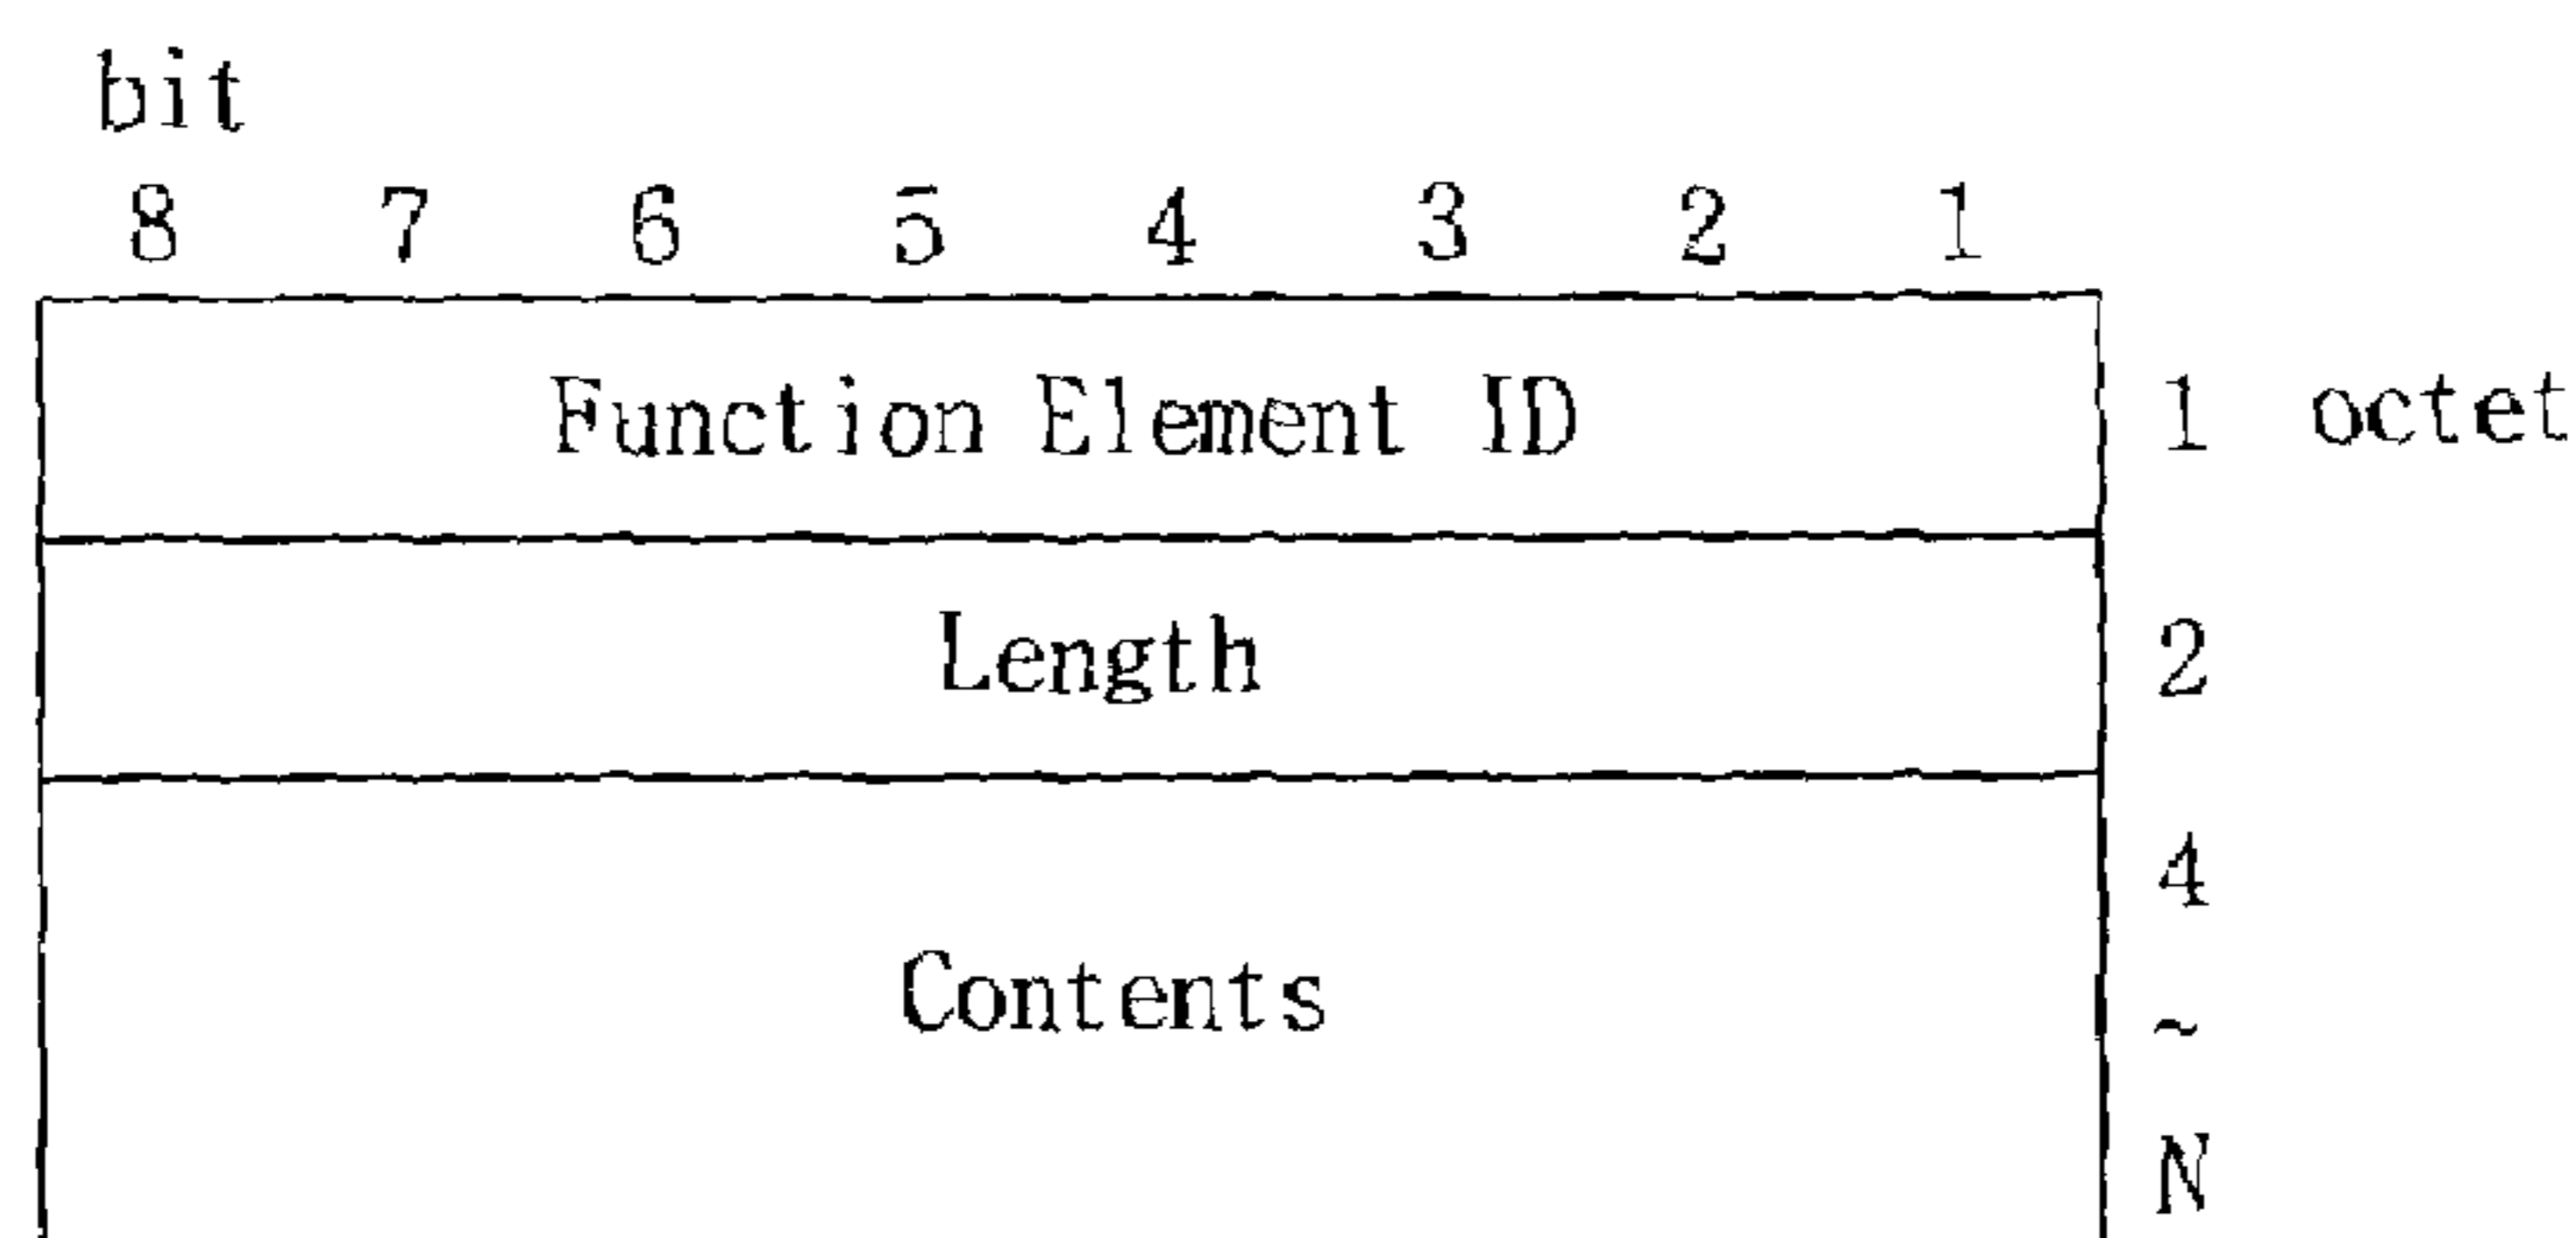 bit
8 7 6 5 4 3 2 1
Function Element ID 1 octet
Length 2
4
Contents
~
N